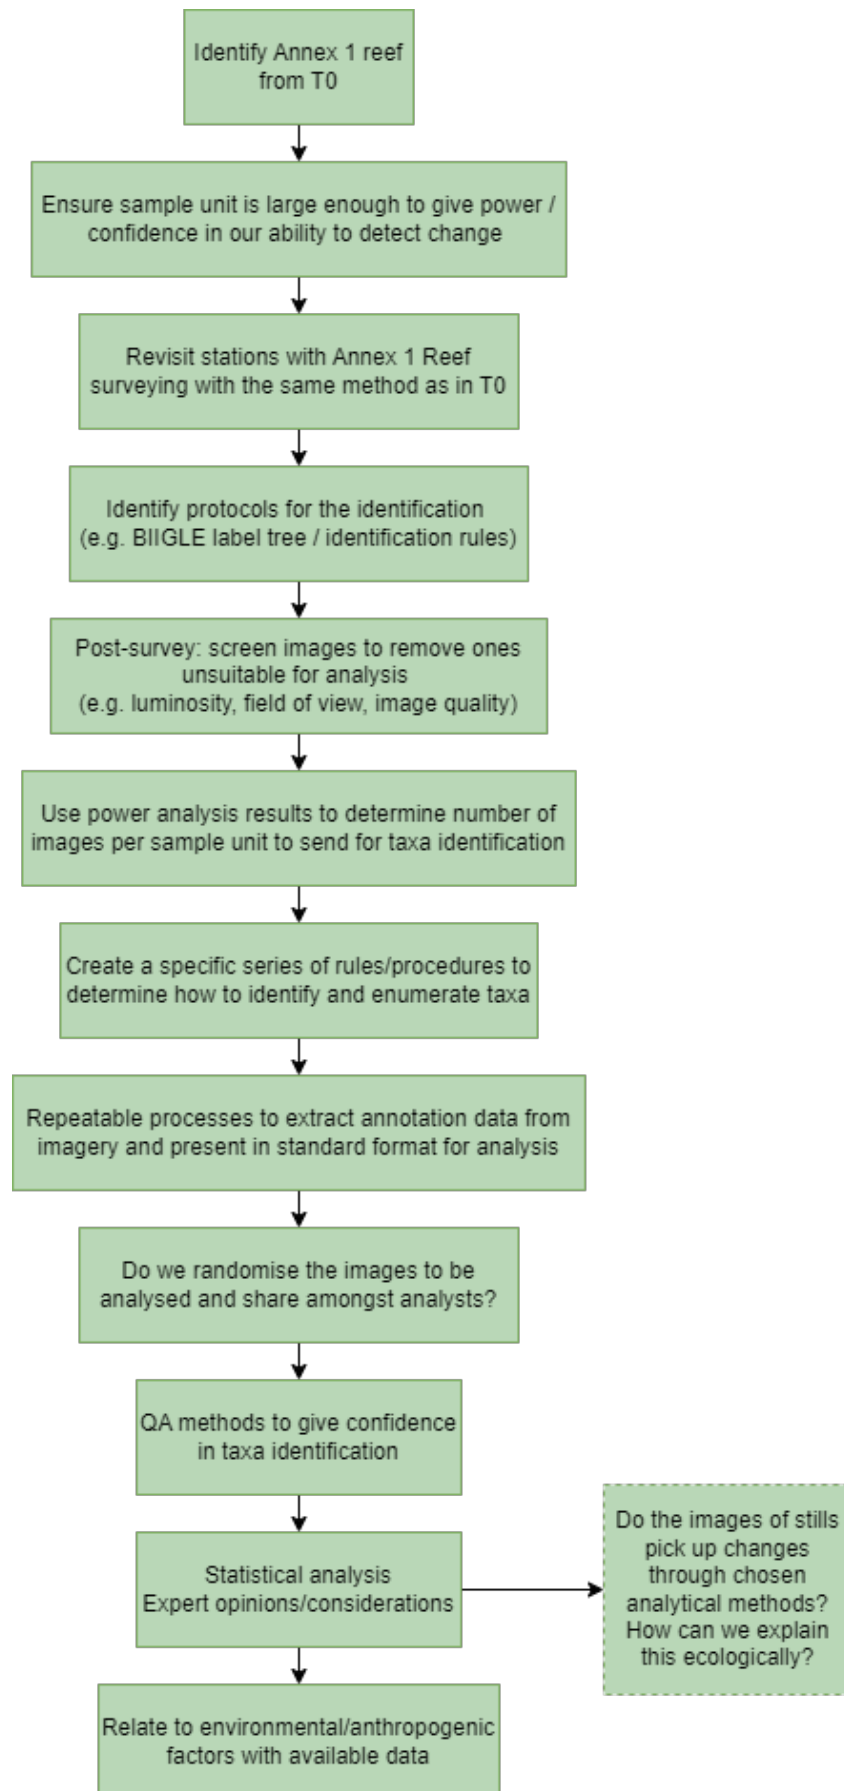 Identify Annex 1 reef
from T0
Ensure sample unit is large enough to give power /
confidence in our ability to detect change
Revisit stations with Annex 1 Reef
surveying with the same method as in T0
Identify protocols for the identification
(e.g. BIIGLE label tree / identification rules)
Post-survey: screen images to remove ones
unsuitable for analysis
(e.g. luminosity, field of view, image quality)
Use power analysis results to determine number of
images per sample unit to send for taxa identification
Create a specific series of rules/procedures to
determine how to identify and enumerate taxa
Repeatable processes to extract annotation data from
imagery and present in standard format for analysis
Do we randomise the images to be
analysed and share amongst analysts?
QA methods to give confidence
in taxa identification
Statistical analysis
Expert opinions/considerations
Do the images of stills
pick up changes
through chosen
analytical methods?
How can we explain
this ecologically?
Relate to environmental/anthropogenic
factors with available data